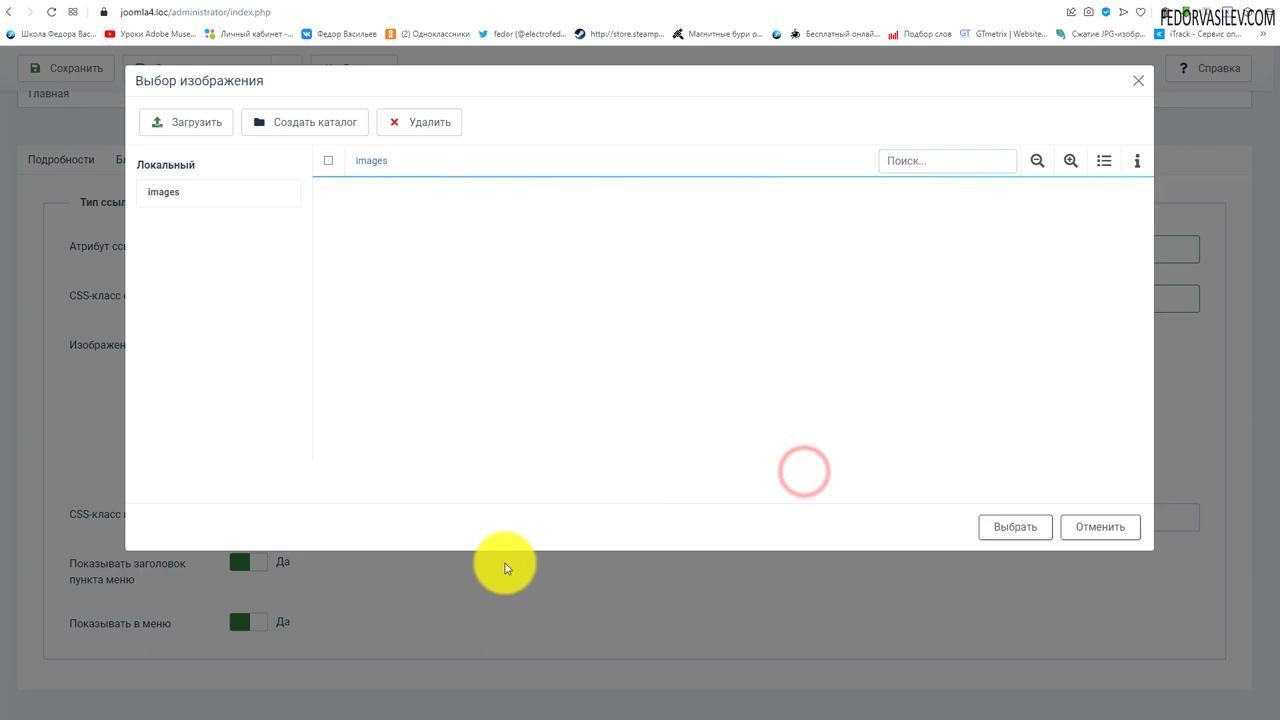 joomla4.loc/administrator/index.php
FEDORVASILEV.COM
Школа Федора Вас...
Уроки Adobe Muse...
Личный кабинет -...
Федор Васильев
(2) Одноклассники
fedor (@electrofed...
http://store.steamp...
Магнитные бури о...
Бесплатный онлай...
Подбор слов
GTmetrix | Website...
Сжатие JPG-изобр...
iTrack - Сервис оп...
»
Сохранить
Справка
Главная
Выбор изображения
Загрузить
Создать каталог
Удалить
Локальный
images
images
Поиск...
Подробности
Тип ссыл
Атрибут ссы
CSS-класс
Изображен
CSS-класс
Выбрать
Отменить
Показывать заголовок
пункта меню
Да
Показывать в меню
Да